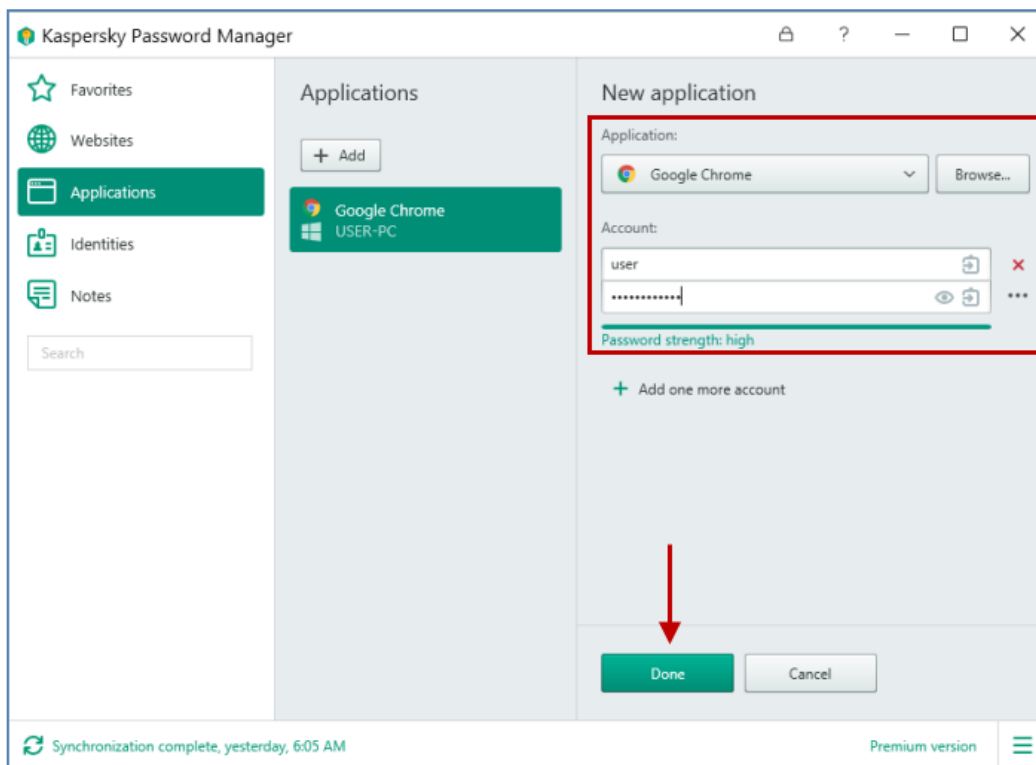 Kaspersky Password Manager
?
Favorites
Websites
Applications
Identities
Notes
Search
Applications
+ Add
Google Chrome
USER-PC
New application
Application:
Google Chrome
Browse...
Account:
user
••••••••••••
Password strength: high
+ Add one more account
Done
Cancel
Synchronization complete, yesterday, 6:05 AM
Premium version